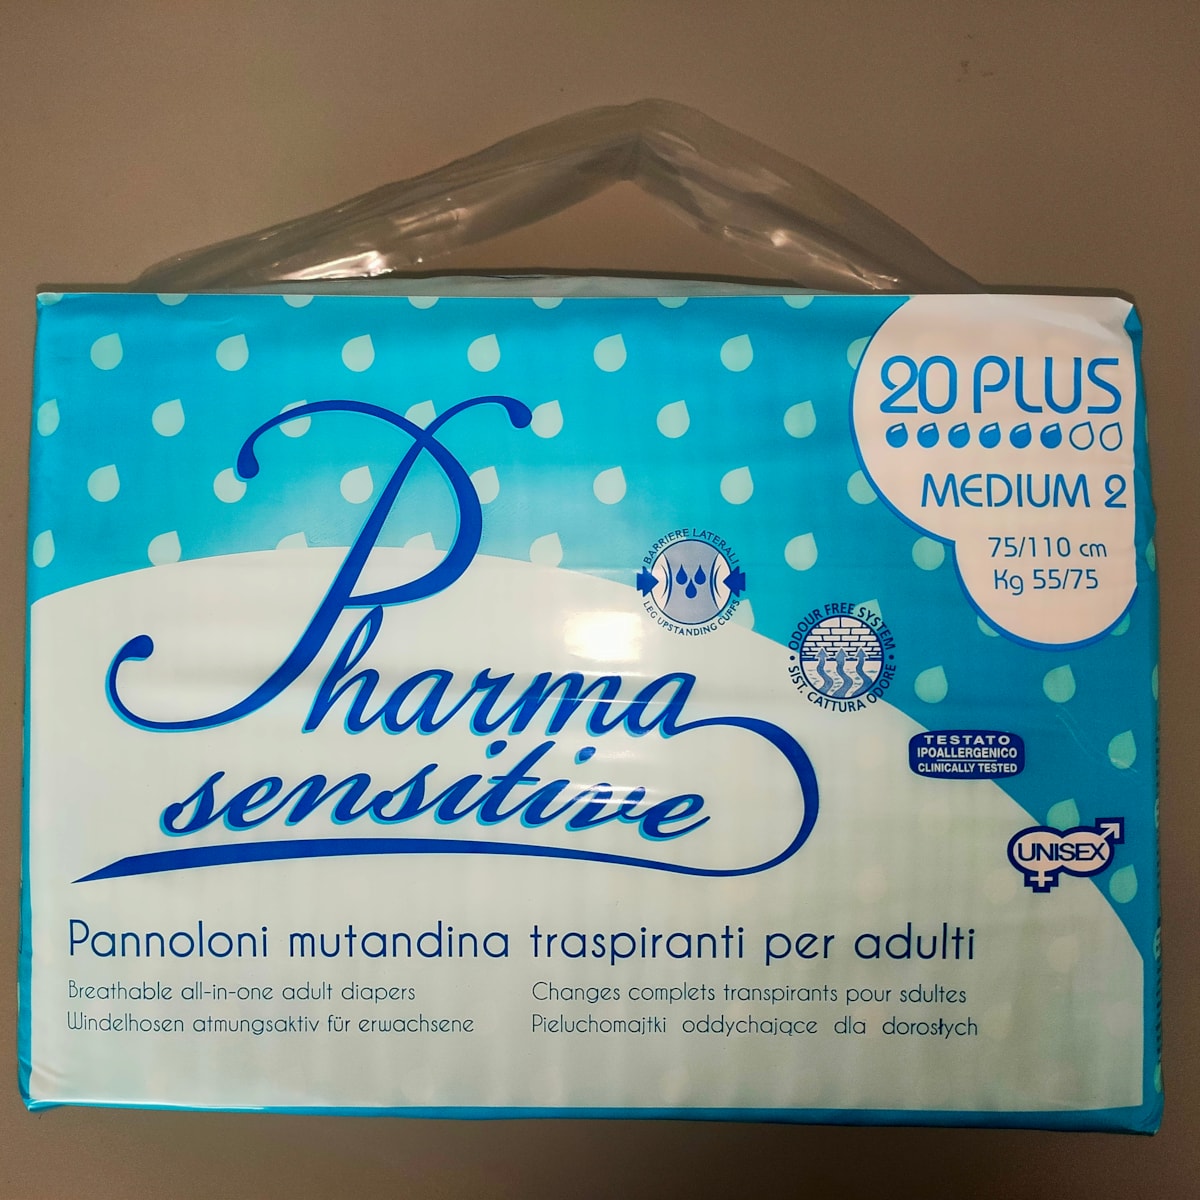 20 PLUS
MEDIUM 2
75/110 cm
Kg 55/75
Pharma
sensitive
BARRIERE LATERALI
LEG UPSTANDING CUFFS
ODOUR FREE SYSTEM
SIST. CATTURA ODORE
TESTATO
IPOALLERGENICO
CLINICALLY TESTED
UNISEX
Pannoloni mutandina traspiranti per adulti
Breathable all-in-one adult diapers
Windelhosen atmungsaktiv für erwachsene
Changes complets transpirants pour sdultes
Pieluchomajtki oddychające dla dorosłych